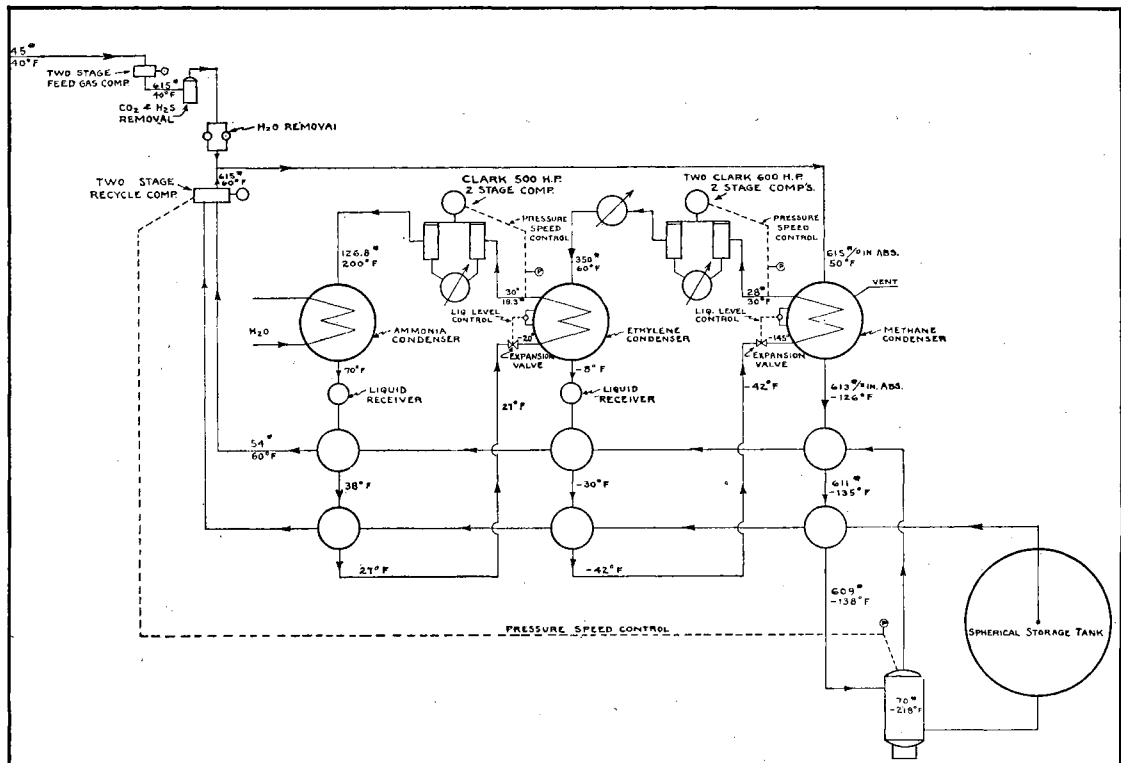 45#
40°F
TWO STAGE
FEED GAS COMP.
615#
40°F
CO2 & H2S
REMOVAL
H2O REMOVAL
TWO STAGE
RECYCLE COMP.
615#
60°F
CLARK 500 H.P.
2 STAGE COMP.
PRESSURE
SPEED
CONTROL
P
TWO CLARK 600 H.P.
2 STAGE COMP'S.
PRESSURE
SPEED
CONTROL
P
126.8#
200°F
350#
60°F
615#/□ IN ABS.
50°F
30°
18.3#
28#
30°F
VENT
LIQ. LEVEL
CONTROL
LIQ. LEVEL
CONTROL
H2O
AMMONIA
CONDENSER
-20°
EXPANSION
VALVE
ETHYLENE
CONDENSER
-145°
EXPANSION
VALVE
METHANE
CONDENSER
70°F
LIQUID
RECEIVER
27°F
-8°F
LIQUID
RECEIVER
-42°F
613#/□ IN. ABS.
-126°F
54#
60°F
38°F
-30°F
611#
-135°F
27°F
-42°F
609#
-138°F
PRESSURE SPEED CONTROL
P
SPHERICAL STORAGE TANK
70#
-218°F